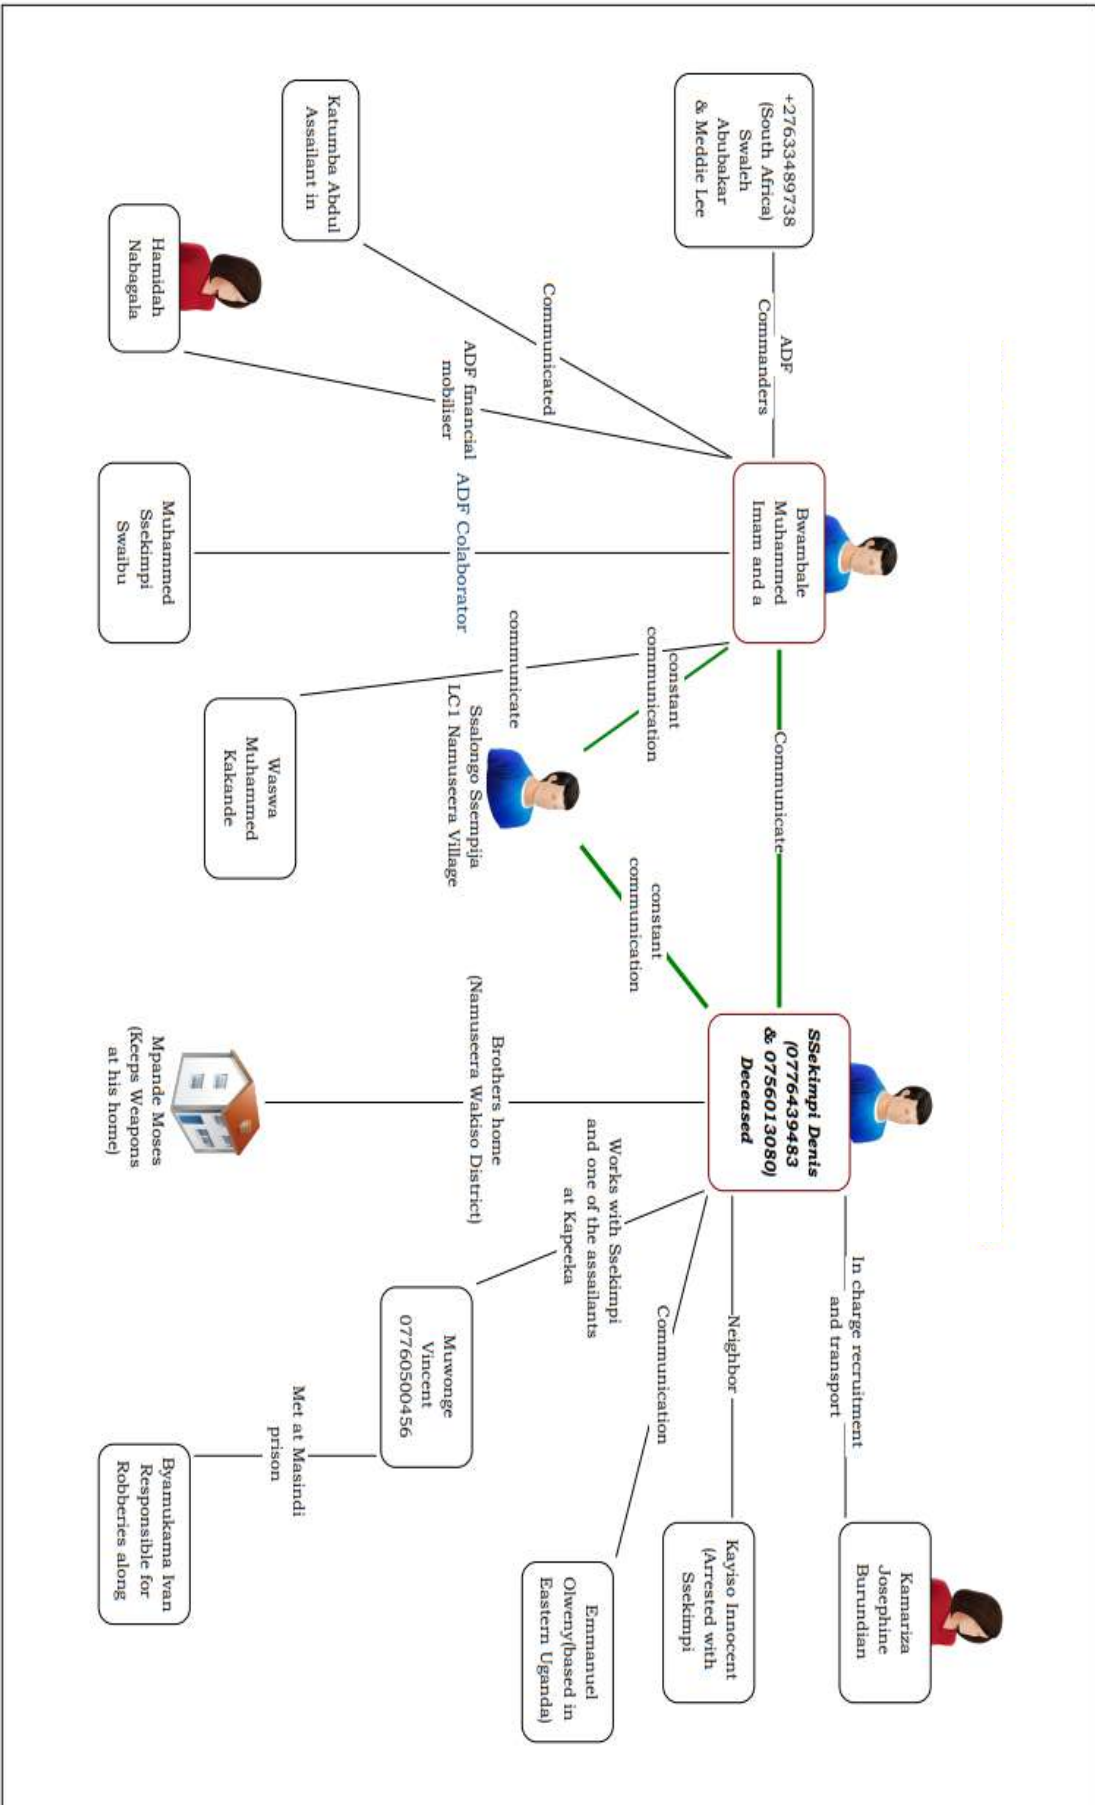 +27633489738
(South Africa)
Swaleh
Abubakar
& Meddie Lee
ADF
Commanders
Bwambale
Muhammed
Imam and a
Communicate
SSekimpi Denis
(0776439483
& 0756013080)
Deceased
In charge recruitment
and transport
Kamariza
Josephine
Burundian
Neighbor
Kayiso Innocent
(Arrested with
Ssekimpi
Communication
Emmanuel
Olweny(based in
Eastern Uganda)
Works with Ssekimpi
and one of the assailants
at Kapeeka
Muwonge
Vincent
07760500456
Met at Masindi
prison
Byamukama Ivan
Responsible for
Robberies along
Brothers home
(Namuseera Wakiso District)
Mpande Moses
(Keeps Weapons
at his home)
constant
communication
constant
communication
Ssalongo Ssempija
LC1 Namuseera Village
communicate
Waswa
Muhammed
Kakande
ADF Colaborator
Muhammed
Ssekimpi
Swaibu
ADF financial
mobiliser
Hamidah
Nabagala
Communicated
Katumba Abdul
Assailant in